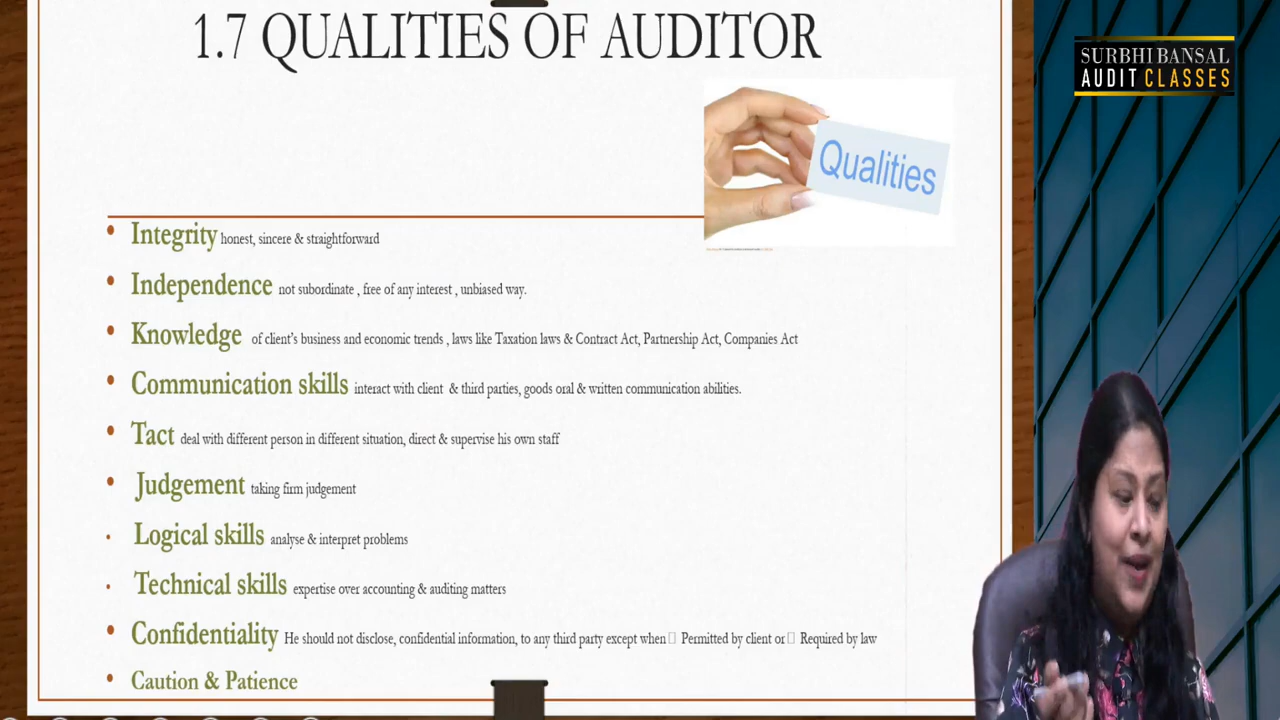 1.7 QUALITIES OF AUDITOR
SURBHI BANSAL
AUDIT CLASSES
Qualities
• Integrity honest, sincere & straightforward
• Independence not subordinate , free of any interest , unbiased way.
• Knowledge of client's business and economic trends , laws like Taxation laws & Contract Act, Partnership Act, Companies Act
• Communication skills interact with client & third parties, goods oral & written communication abilities.
• Tact deal with different person in different situation, direct & supervise his own staff
• Judgement taking firm judgement
• Logical skills analyse & interpret problems
• Technical skills expertise over accounting & auditing matters
• Confidentiality He should not disclose, confidential information, to any third party except when Permitted by client or Required by law
• Caution & Patience